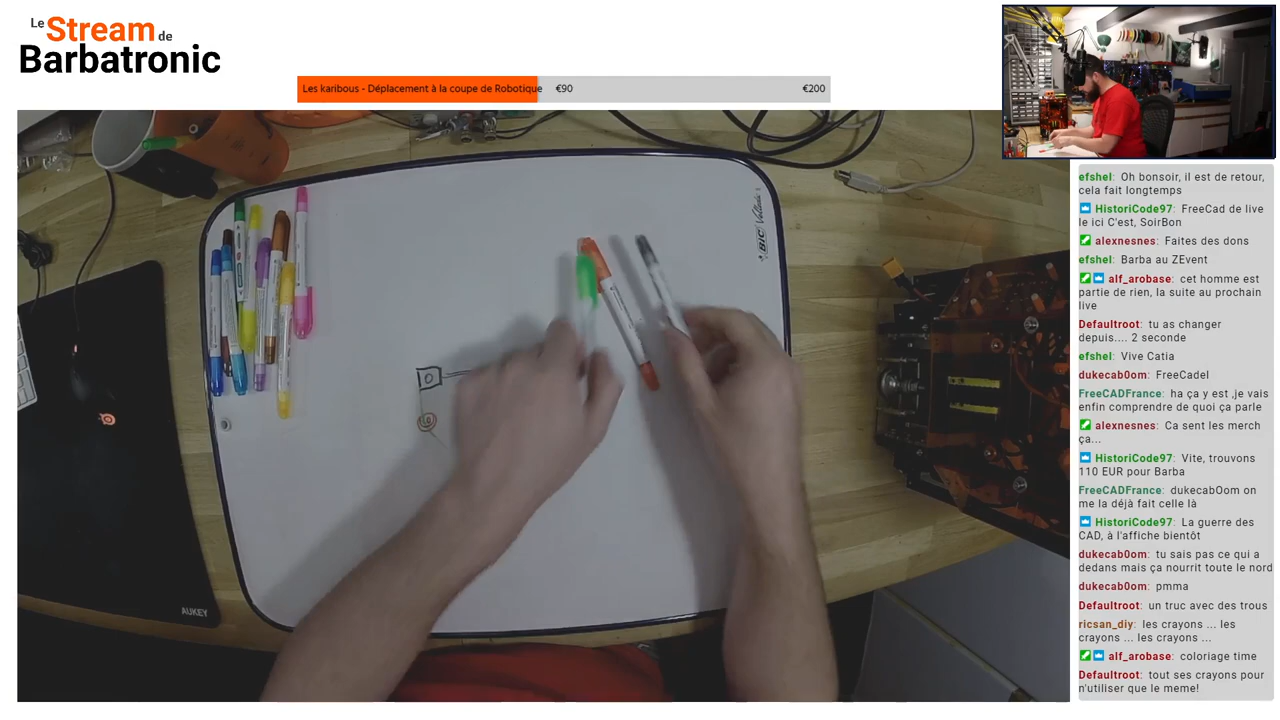 Le Stream de
Barbatronic
Les karibous - Déplacement à la coupe de Robotique €90 €200
BIC Velleda
AUKEY
efshel: Oh bonsoir, il est de retour,
cela fait longtemps
HistoriCode97: FreeCad de live
le ici C'est, SoirBon
alexnesnes: Faites des dons
efshel: Barba au ZEvent
alf_arobase: cet homme est
partie de rien, la suite au prochain
live
Defaultroot: tu as changer
depuis.... 2 seconde
efshel: Vive Catia
dukecab0om: FreeCadel
FreeCADFrance: ha ça y est ,je vais
enfin comprendre de quoi ça parle
alexnesnes: Ca sent les merch
ça...
HistoriCode97: Vite, trouvons
110 EUR pour Barba
FreeCADFrance: dukecabOom on
me la déjà fait celle là
HistoriCode97: La guerre des
CAD, à l'affiche bientôt
dukecab0om: tu sais pas ce qui a
dedans mais ça nourrit toute le nord
dukecab0om: pmma
Defaultroot: un truc avec des trous
ricsan_diy: les crayons ... les
crayons ... les crayons ...
alf_arobase: coloriage time
Defaultroot: tout ses crayons pour
n'utiliser que le meme!